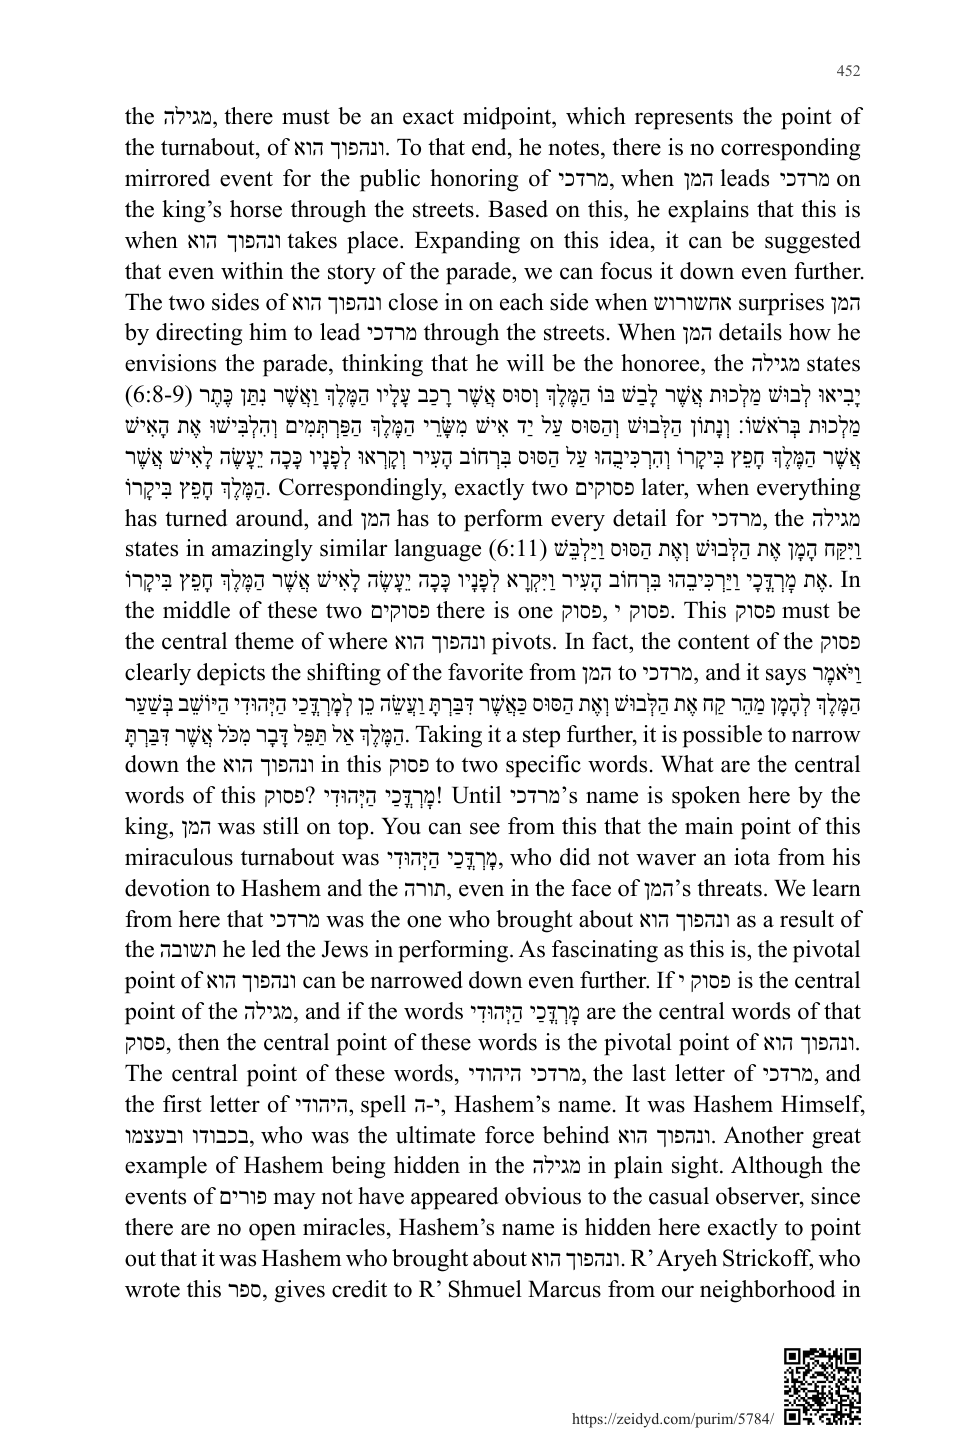 452
the מגילה, there must be an exact midpoint, which represents the point of
the turnabout, of ונהפוך הוא. To that end, he notes, there is no corresponding
mirrored event for the public honoring of מרדכי, when המן leads מרדכי on
the king’s horse through the streets. Based on this, he explains that this is
when ונהפוך הוא takes place. Expanding on this idea, it can be suggested
that even within the story of the parade, we can focus it down even further.
The two sides of ונהפוך הוא close in on each side when אחשורוש surprises המן
by directing him to lead מרדכי through the streets. When המן details how he
envisions the parade, thinking that he will be the honoree, the מגילה states
(6:8-9) יָבִיאוּ לְבוּשׁ מַלְכוּת אֲשֶׁר לָבַשׁ בּוֹ הַמֶּלֶךְ וְסוּס אֲשֶׁר רָכַב עָלָיו הַמֶּלֶךְ וַאֲשֶׁר נִתַּן כֶּתֶר
מַלְכוּת בְּרֹאשׁוֹ: וְנָתוֹן הַלְּבוּשׁ וְהַסּוּס עַל יַד אִישׁ מִשָּׂרֵי הַמֶּלֶךְ הַפַּרְתְּמִים וְהִלְבִּישׁוּ אֶת הָאִישׁ
אֲשֶׁר הַמֶּלֶךְ חָפֵץ בִּיקָרוֹ וְהִרְכִּיבֻהוּ עַל הַסּוּס בִּרְחוֹב הָעִיר וְקָרְאוּ לְפָנָיו כָּכָה יֵעָשֶׂה לָאִישׁ אֲשֶׁר
הַמֶּלֶךְ חָפֵץ בִּיקָרוֹ. Correspondingly, exactly two פסוקים later, when everything
has turned around, and המן has to perform every detail for מרדכי, the מגילה
states in amazingly similar language (6:11) וַיִּקַּח הָמָן אֶת הַלְּבוּשׁ וְאֶת הַסּוּס וַיַּלְבֵּשׁ
אֶת מָרְדֳּכָי וַיַּרְכִּיבֵהוּ בִּרְחוֹב הָעִיר וַיִּקְרָא לְפָנָיו כָּכָה יֵעָשֶׂה לָאִישׁ אֲשֶׁר הַמֶּלֶךְ חָפֵץ בִּיקָרוֹ. In
the middle of these two פסוקים there is one פסוק, פסוק י. This פסוק must be
the central theme of where ונהפוך הוא pivots. In fact, the content of the פסוק
clearly depicts the shifting of the favorite from המן to מרדכי, and it says וַיֹּאמֶר
הַמֶּלֶךְ לְהָמָן מַהֵר קַח אֶת הַלְּבוּשׁ וְאֶת הַסּוּס כַּאֲשֶׁר דִּבַּרְתָּ וַעֲשֵׂה כֵן לְמָרְדֳּכַי הַיְּהוּדִי הַיּוֹשֵׁב בְּשַׁעַר
הַמֶּלֶךְ אַל תַּפֵּל דָּבָר מִכֹּל אֲשֶׁר דִּבַּרְתָּ. Taking it a step further, it is possible to narrow
down the ונהפוך הוא in this פסוק to two specific words. What are the central
words of this פסוק? מָרְדֳּכַי הַיְּהוּדִי! Until מרדכי’s name is spoken here by the
king, המן was still on top. You can see from this that the main point of this
miraculous turnabout was מָרְדֳּכַי הַיְּהוּדִי, who did not waver an iota from his
devotion to Hashem and the תורה, even in the face of המן’s threats. We learn
from here that מרדכי was the one who brought about ונהפוך הוא as a result of
the תשובה he led the Jews in performing. As fascinating as this is, the pivotal
point of ונהפוך הוא can be narrowed down even further. If פסוק י is the central
point of the מגילה, and if the words מָרְדֳּכַי הַיְּהוּדִי are the central words of that
פסוק, then the central point of these words is the pivotal point of ונהפוך הוא.
The central point of these words, מרדכי היהודי, the last letter of מרדכי, and
the first letter of היהודי, spell י-ה, Hashem’s name. It was Hashem Himself,
בכבודו ובעצמו, who was the ultimate force behind ונהפוך הוא. Another great
example of Hashem being hidden in the מגילה in plain sight. Although the
events of פורים may not have appeared obvious to the casual observer, since
there are no open miracles, Hashem’s name is hidden here exactly to point
out that it was Hashem who brought about ונהפוך הוא. R’ Aryeh Strickoff, who
wrote this ספר, gives credit to R’ Shmuel Marcus from our neighborhood in
https://zeidyd.com/purim/5784/